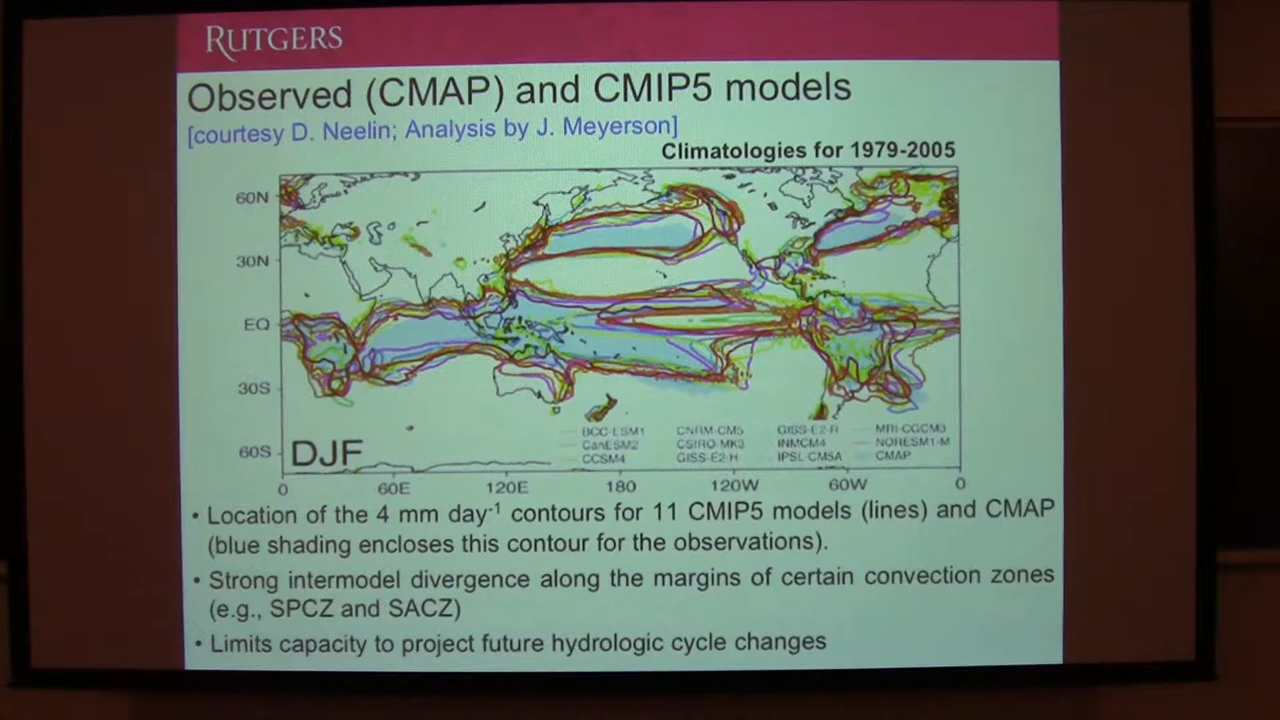 RUTGERS
Observed (CMAP) and CMIP5 models
[courtesy D. Neelin; Analysis by J. Meyerson]
Climatologies for 1979-2005
60N
30N
EQ
30S
60S
DJF
BCC-ESM1 CNRM-CM5 GISS-E2-R MRI-CGCM3
CanESM2 CSIRO-MK3 INMCM4 NORESM1-M
CCSM4 GISS-E2-H IPSL-CM5A CMAP
0 60E 120E 180 120W 60W 0
• Location of the 4 mm day-1 contours for 11 CMIP5 models (lines) and CMAP
(blue shading encloses this contour for the observations).
• Strong intermodel divergence along the margins of certain convection zones
(e.g., SPCZ and SACZ)
• Limits capacity to project future hydrologic cycle changes